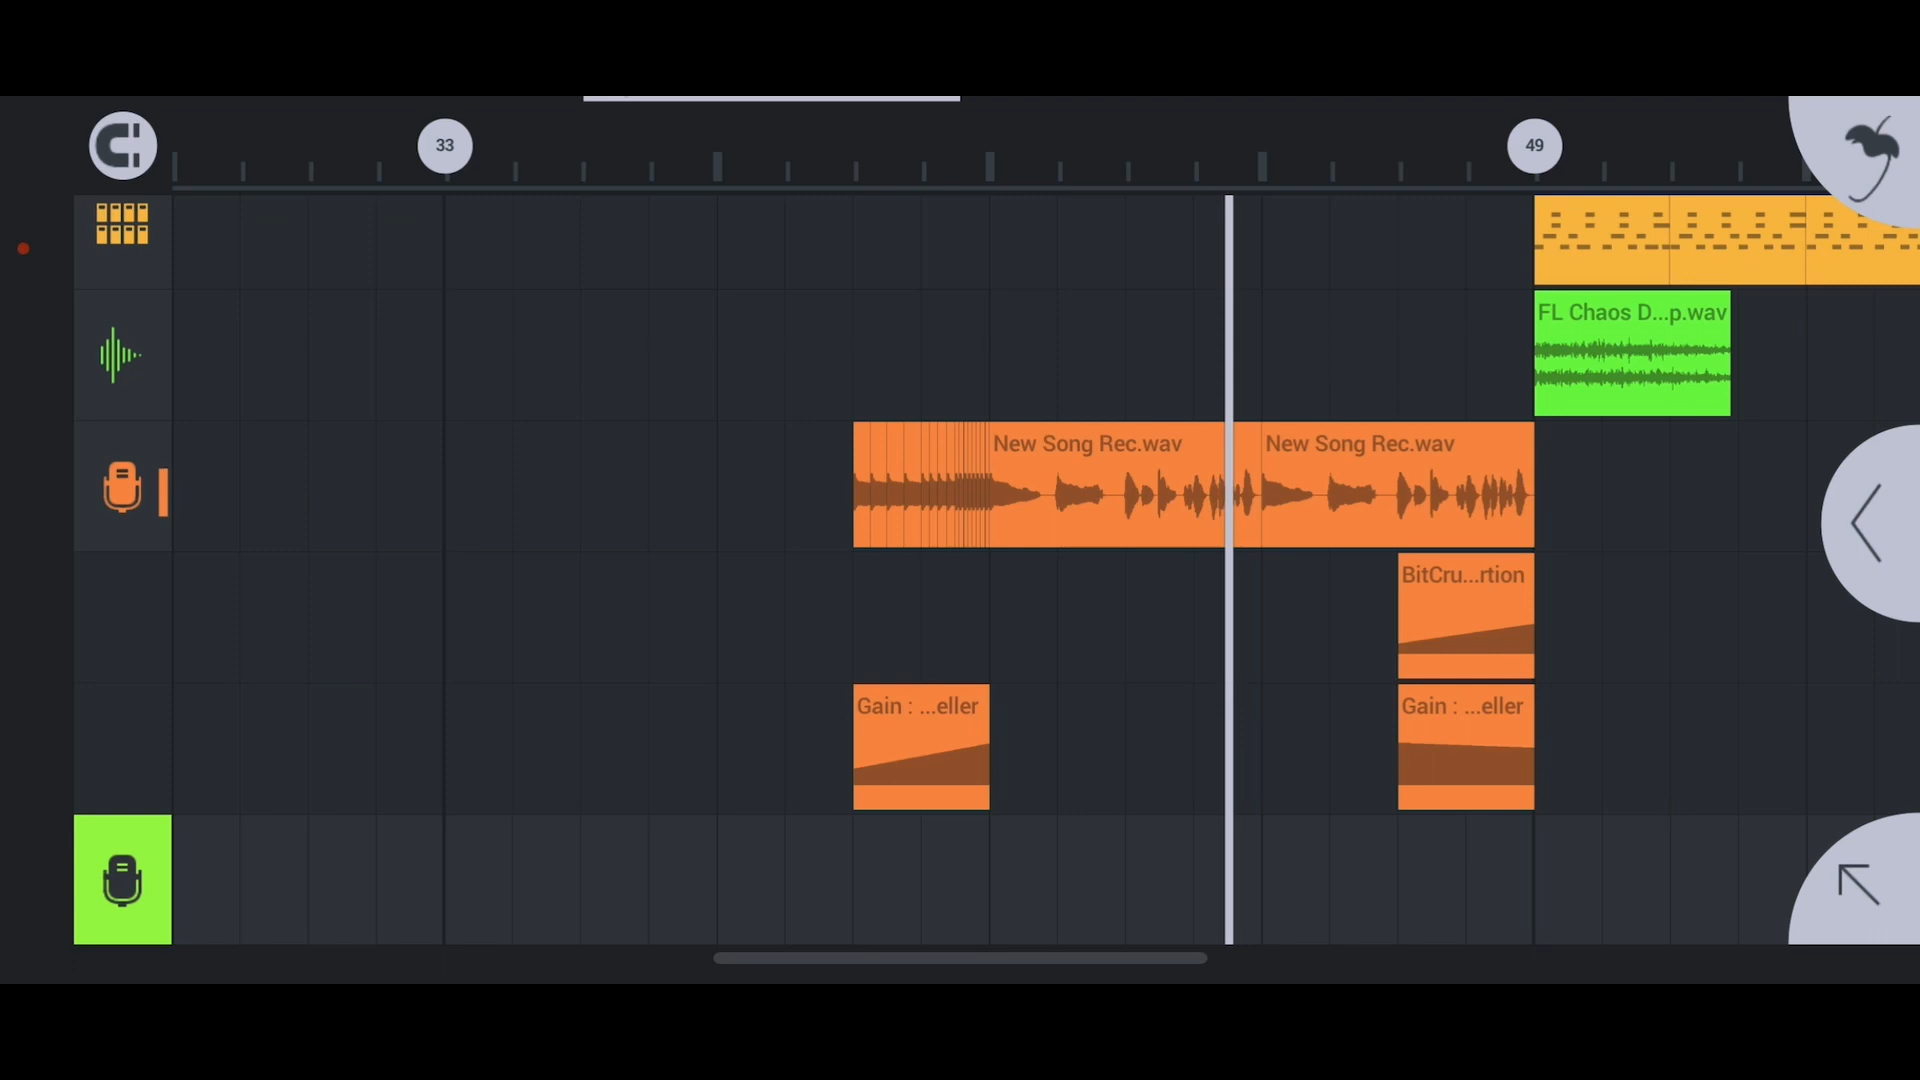 33
49
FL Chaos D...p.wav
New Song Rec.wav
New Song Rec.wav
BitCru...rtion
Gain : ...eller
Gain : ...eller